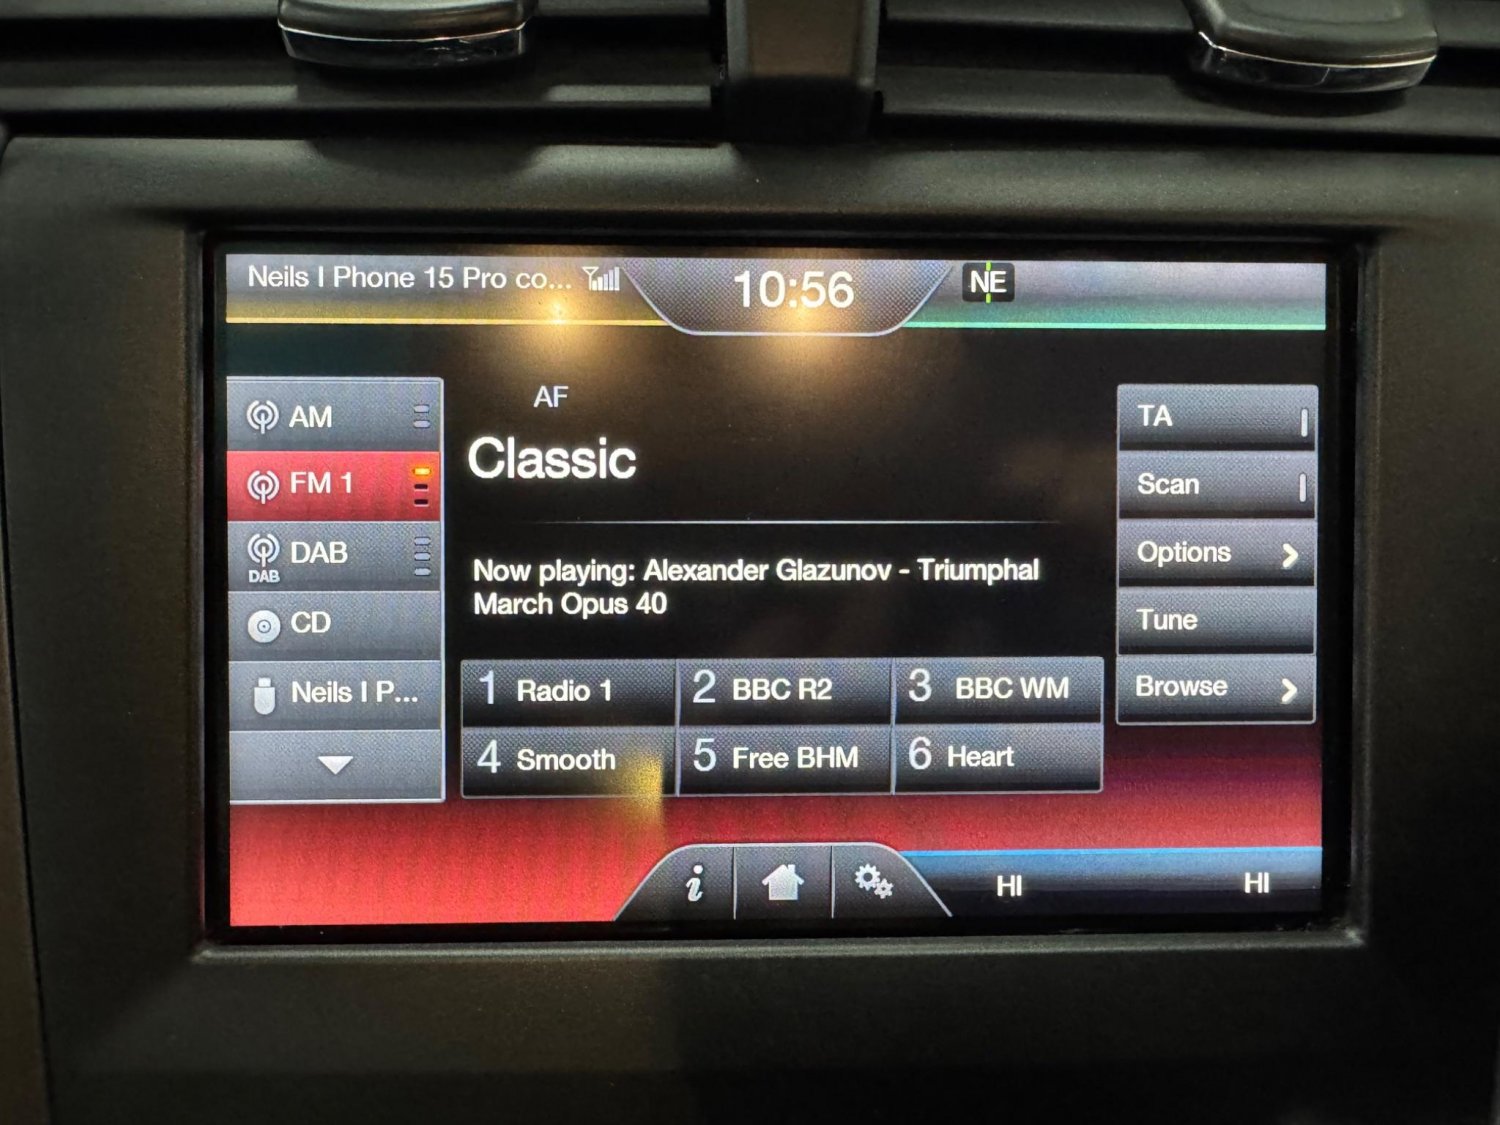 Neils I Phone 15 Pro co...
10:56
NE
AM
FM 1
DAB
DAB
CD
Neils I P...
AF
Classic
Now playing: Alexander Glazunov - Triumphal
March Opus 40
1 Radio 1
2 BBC R2
3 BBC WM
4 Smooth
5 Free BHM
6 Heart
TA
Scan
Options
Tune
Browse
i
HI
HI